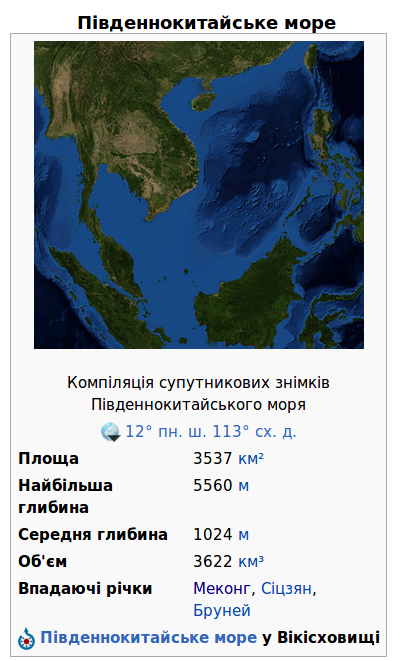 Південнокитайське море
Компіляція супутникових знімків
Південнокитайського моря
12° пн. ш. 113° сх. д.
Площа 3537 км²
Найбільша 5560 м
глибина
Середня глибина 1024 м
Об'єм 3622 км³
Впадаючі річки Меконг, Сіцзян,
Бруней
Південнокитайське море у Вікісховищі